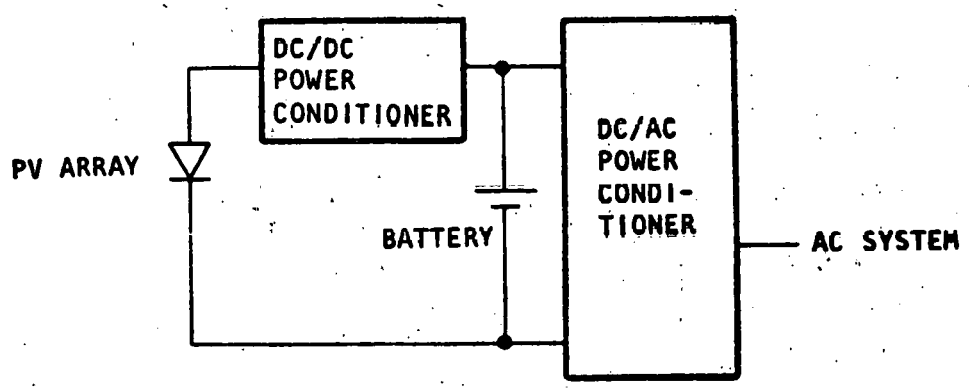 DC/DC
POWER
CONDITIONER
PV ARRAY
BATTERY
DC/AC
POWER
CONDI-
TIONER
AC SYSTEM